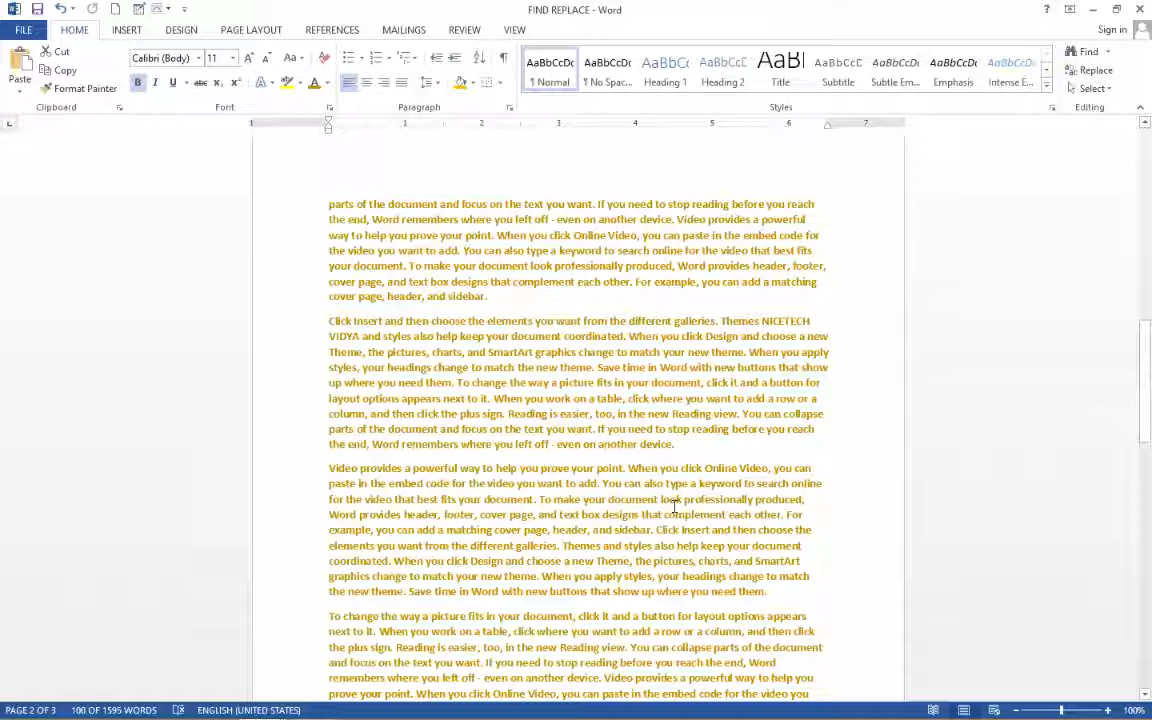 FIND REPLACE - Word
Sign in
FILE HOME INSERT DESIGN PAGE LAYOUT REFERENCES MAILINGS REVIEW VIEW
Paste
Cut
Copy
Format Painter
Clipboard
Calibri (Body) 11
Font
Paragraph
AaBbCcDc AaBbCcDc AaBbCc AaBbCcC AaBl AaBbCcC AaBbCcDc AaBbCcDc AaBbCcDc
¶ Normal ¶ No Spac... Heading 1 Heading 2 Title Subtitle Subtle Em... Emphasis Intense E...
Styles
Find
Replace
Select
Editing
1 1 2 3 4 5 6 7
parts of the document and focus on the text you want. If you need to stop reading before you reach
the end, Word remembers where you left off - even on another device. Video provides a powerful
way to help you prove your point. When you click Online Video, you can paste in the embed code for
the video you want to add. You can also type a keyword to search online for the video that best fits
your document. To make your document look professionally produced, Word provides header, footer,
cover page, and text box designs that complement each other. For example, you can add a matching
cover page, header, and sidebar.
Click Insert and then choose the elements you want from the different galleries. Themes NICETECH
VIDYA and styles also help keep your document coordinated. When you click Design and choose a new
Theme, the pictures, charts, and SmartArt graphics change to match your new theme. When you apply
styles, your headings change to match the new theme. Save time in Word with new buttons that show
up where you need them. To change the way a picture fits in your document, click it and a button for
layout options appears next to it. When you work on a table, click where you want to add a row or a
column, and then click the plus sign. Reading is easier, too, in the new Reading view. You can collapse
parts of the document and focus on the text you want. If you need to stop reading before you reach
the end, Word remembers where you left off - even on another device.
Video provides a powerful way to help you prove your point. When you click Online Video, you can
paste in the embed code for the video you want to add. You can also type a keyword to search online
for the video that best fits your document. To make your document look professionally produced,
Word provides header, footer, cover page, and text box designs that complement each other. For
example, you can add a matching cover page, header, and sidebar. Click Insert and then choose the
elements you want from the different galleries. Themes and styles also help keep your document
coordinated. When you click Design and choose a new Theme, the pictures, charts, and SmartArt
graphics change to match your new theme. When you apply styles, your headings change to match
the new theme. Save time in Word with new buttons that show up where you need them.
To change the way a picture fits in your document, click it and a button for layout options appears
next to it. When you work on a table, click where you want to add a row or a column, and then click
the plus sign. Reading is easier, too, in the new Reading view. You can collapse parts of the document
and focus on the text you want. If you need to stop reading before you reach the end, Word
remembers where you left off - even on another device. Video provides a powerful way to help you
prove your point. When you click Online Video, you can paste in the embed code for the video you
PAGE 2 OF 3 100 OF 1595 WORDS ENGLISH (UNITED STATES) 100%